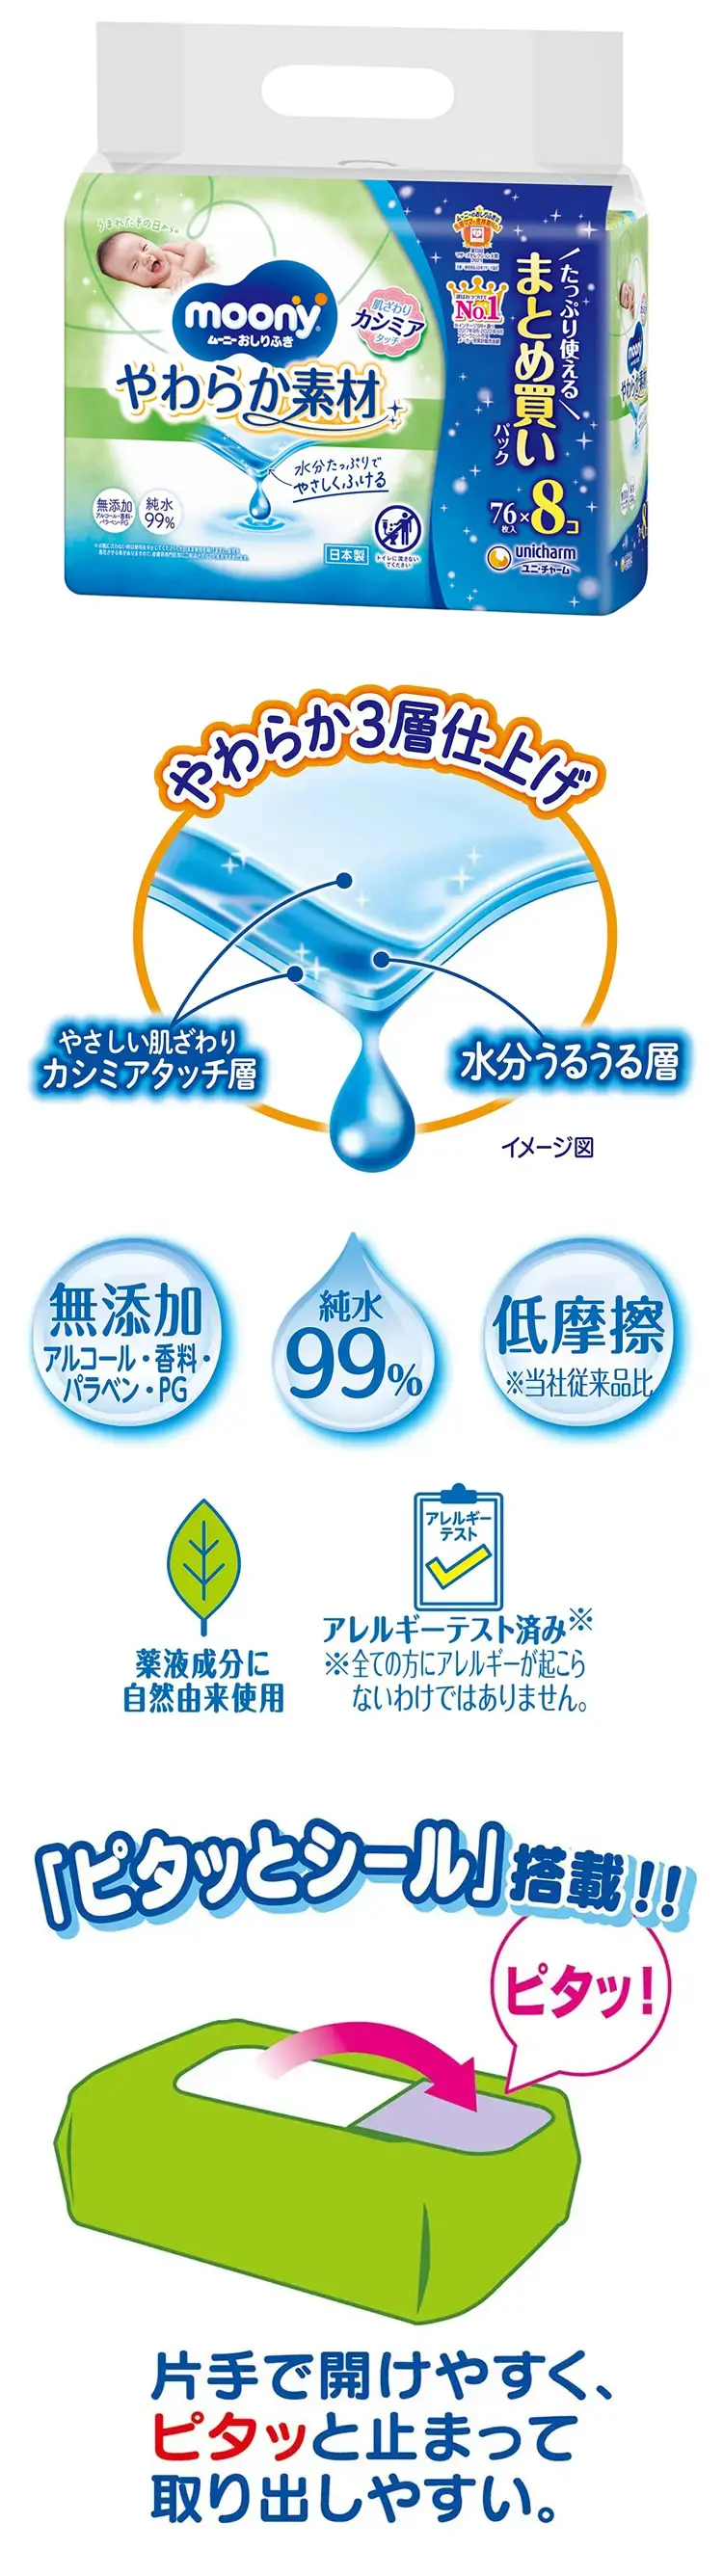 うまれたその日から。
moony
ムーニーおしりふき
肌ざわり
カシミア
タッチ
やわらか素材
水分たっぷりで
やさしくふける
無添加
アルコール・香料・
パラベン・PG
純水
99%
日本製
トイレに流さない
でください
No.1
たっぷり使える
まとめ買い
パック
76枚入×8コ
unicharm
ユニ・チャーム
moony
やわらか3層仕上げ
やさしい肌ざわり
カシミアタッチ層
水分うるうる層
イメージ図
無添加
アルコール・香料・
パラベン・PG
純水
99%
低摩擦
※当社従来品比
薬液成分に
自然由来使用
アレルギー
テスト
アレルギーテスト済み※
※全ての方にアレルギーが起こら
ないわけではありません。
「ピタッとシール」搭載!!
ピタッ!
片手で開けやすく、
ピタッと止まって
取り出しやすい。